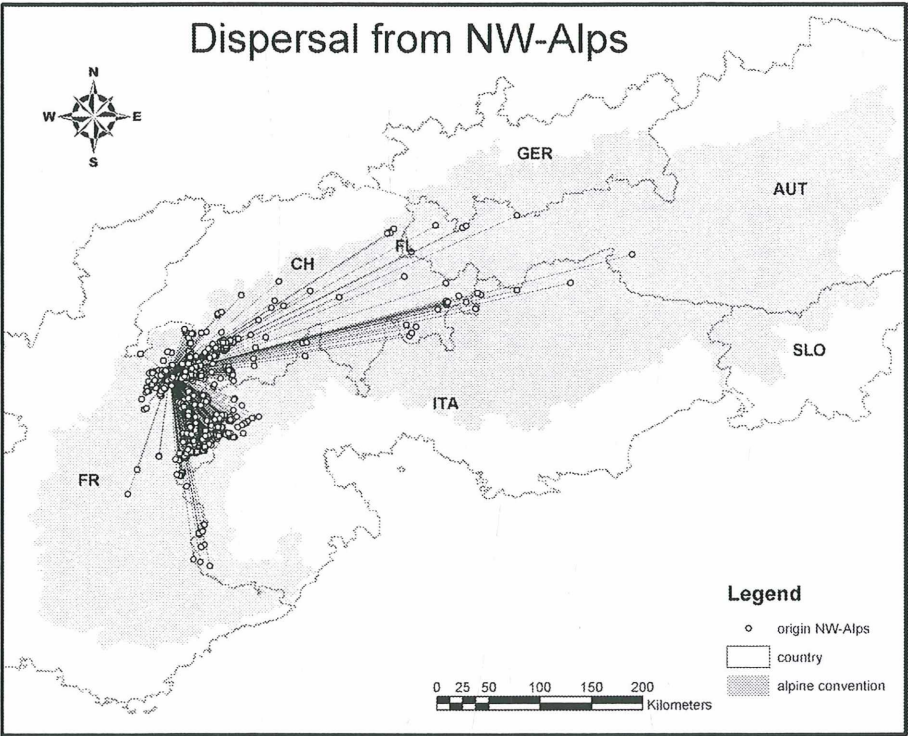 Dispersal from NW-Alps
N
W E
S
GER
AUT
FL
CH
SLO
ITA
FR
Legend
origin NW-Alps
country
alpine convention
0 25 50 100 150 200
Kilometers